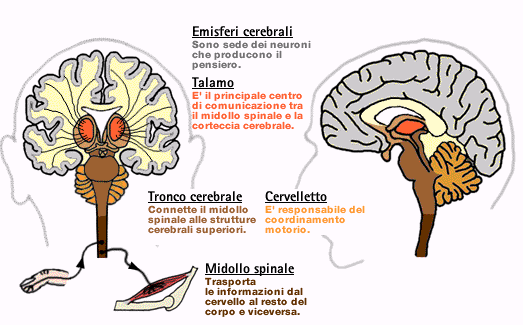 Emisferi cerebrali
Sono sede dei neuroni
che producono il
pensiero.
Talamo
E' il principale centro
di comunicazione tra
il midollo spinale e la
corteccia cerebrale.
Tronco cerebrale
Connette il midollo
spinale alle strutture
cerebrali superiori.
Cervelletto
E' responsabile del
coordinamento
motorio.
Midollo spinale
Trasporta
le informazioni dal
cervello al resto del
corpo e viceversa.